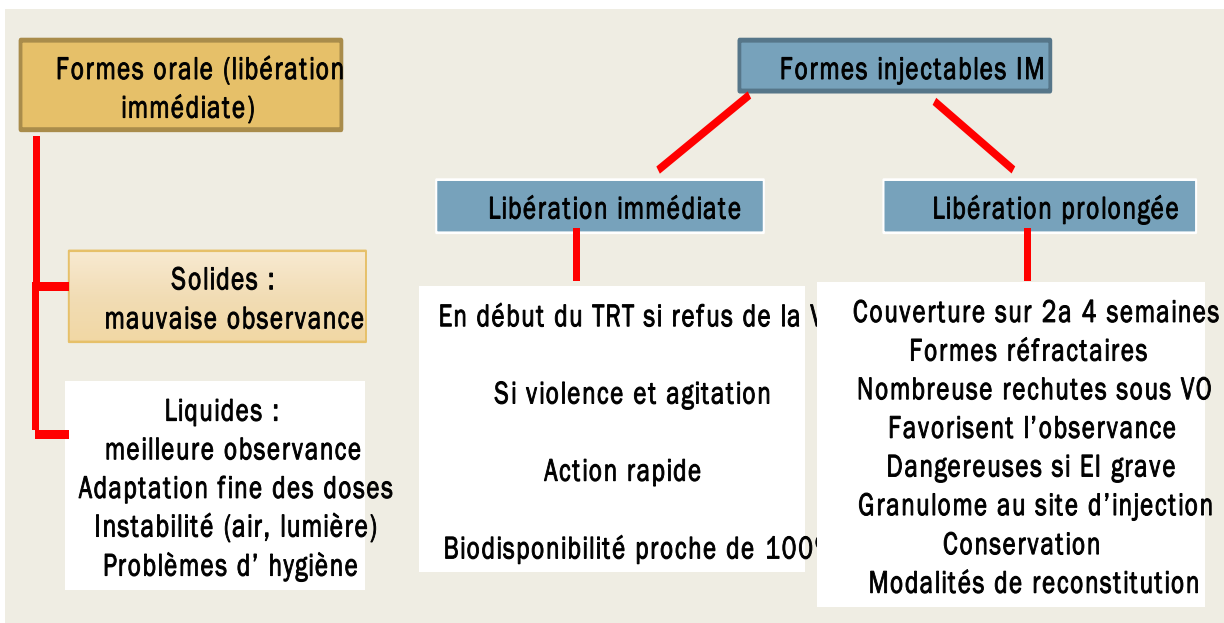 Formes orale (libération
immédiate)
Solides :
mauvaise observance
Liquides :
meilleure observance
Adaptation fine des doses
Instabilité (air, lumière)
Problèmes d’ hygiène
Formes injectables IM
Libération immédiate
En début du TRT si refus de la
Si violence et agitation
Action rapide
Biodisponibilité proche de 100%
Libération prolongée
Couverture sur 2a 4 semaines
Formes réfractaires
Nombreuse rechutes sous VO
Favorisent l’observance
Dangereuses si EI grave
Granulome au site d’injection
Conservation
Modalités de reconstitution